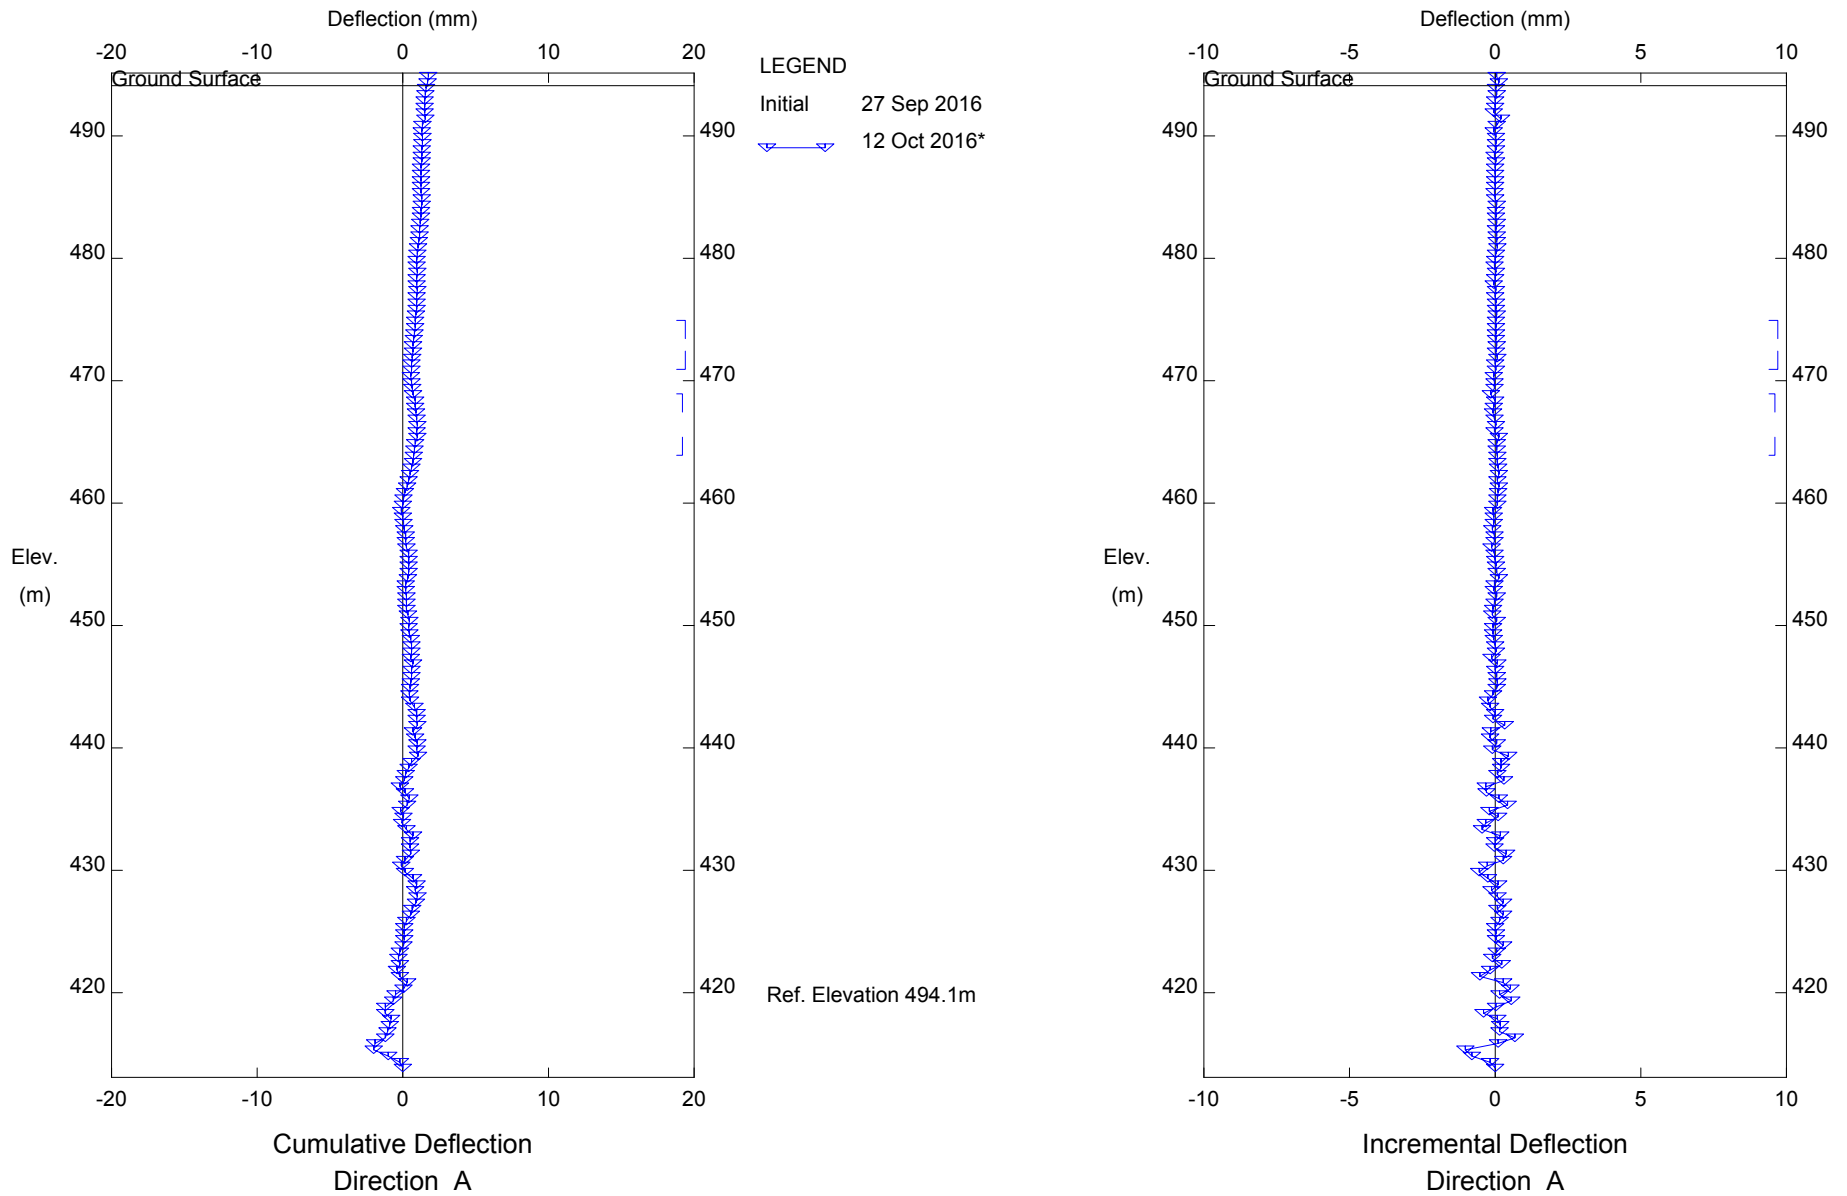 Deflection (mm)
-20 -10 0 10 20
Ground Surface
490 490
480 480
470 470
460 460
Elev.
(m)
450 450
440 440
430 430
420 420
-20 -10 0 10 20
Cumulative Deflection
Direction A
LEGEND
Initial 27 Sep 2016
12 Oct 2016*
Ref. Elevation 494.1m
Deflection (mm)
-10 -5 0 5 10
Ground Surface
490 490
480 480
470 470
460 460
Elev.
(m)
450 450
440 440
430 430
420 420
-10 -5 0 5 10
Incremental Deflection
Direction A